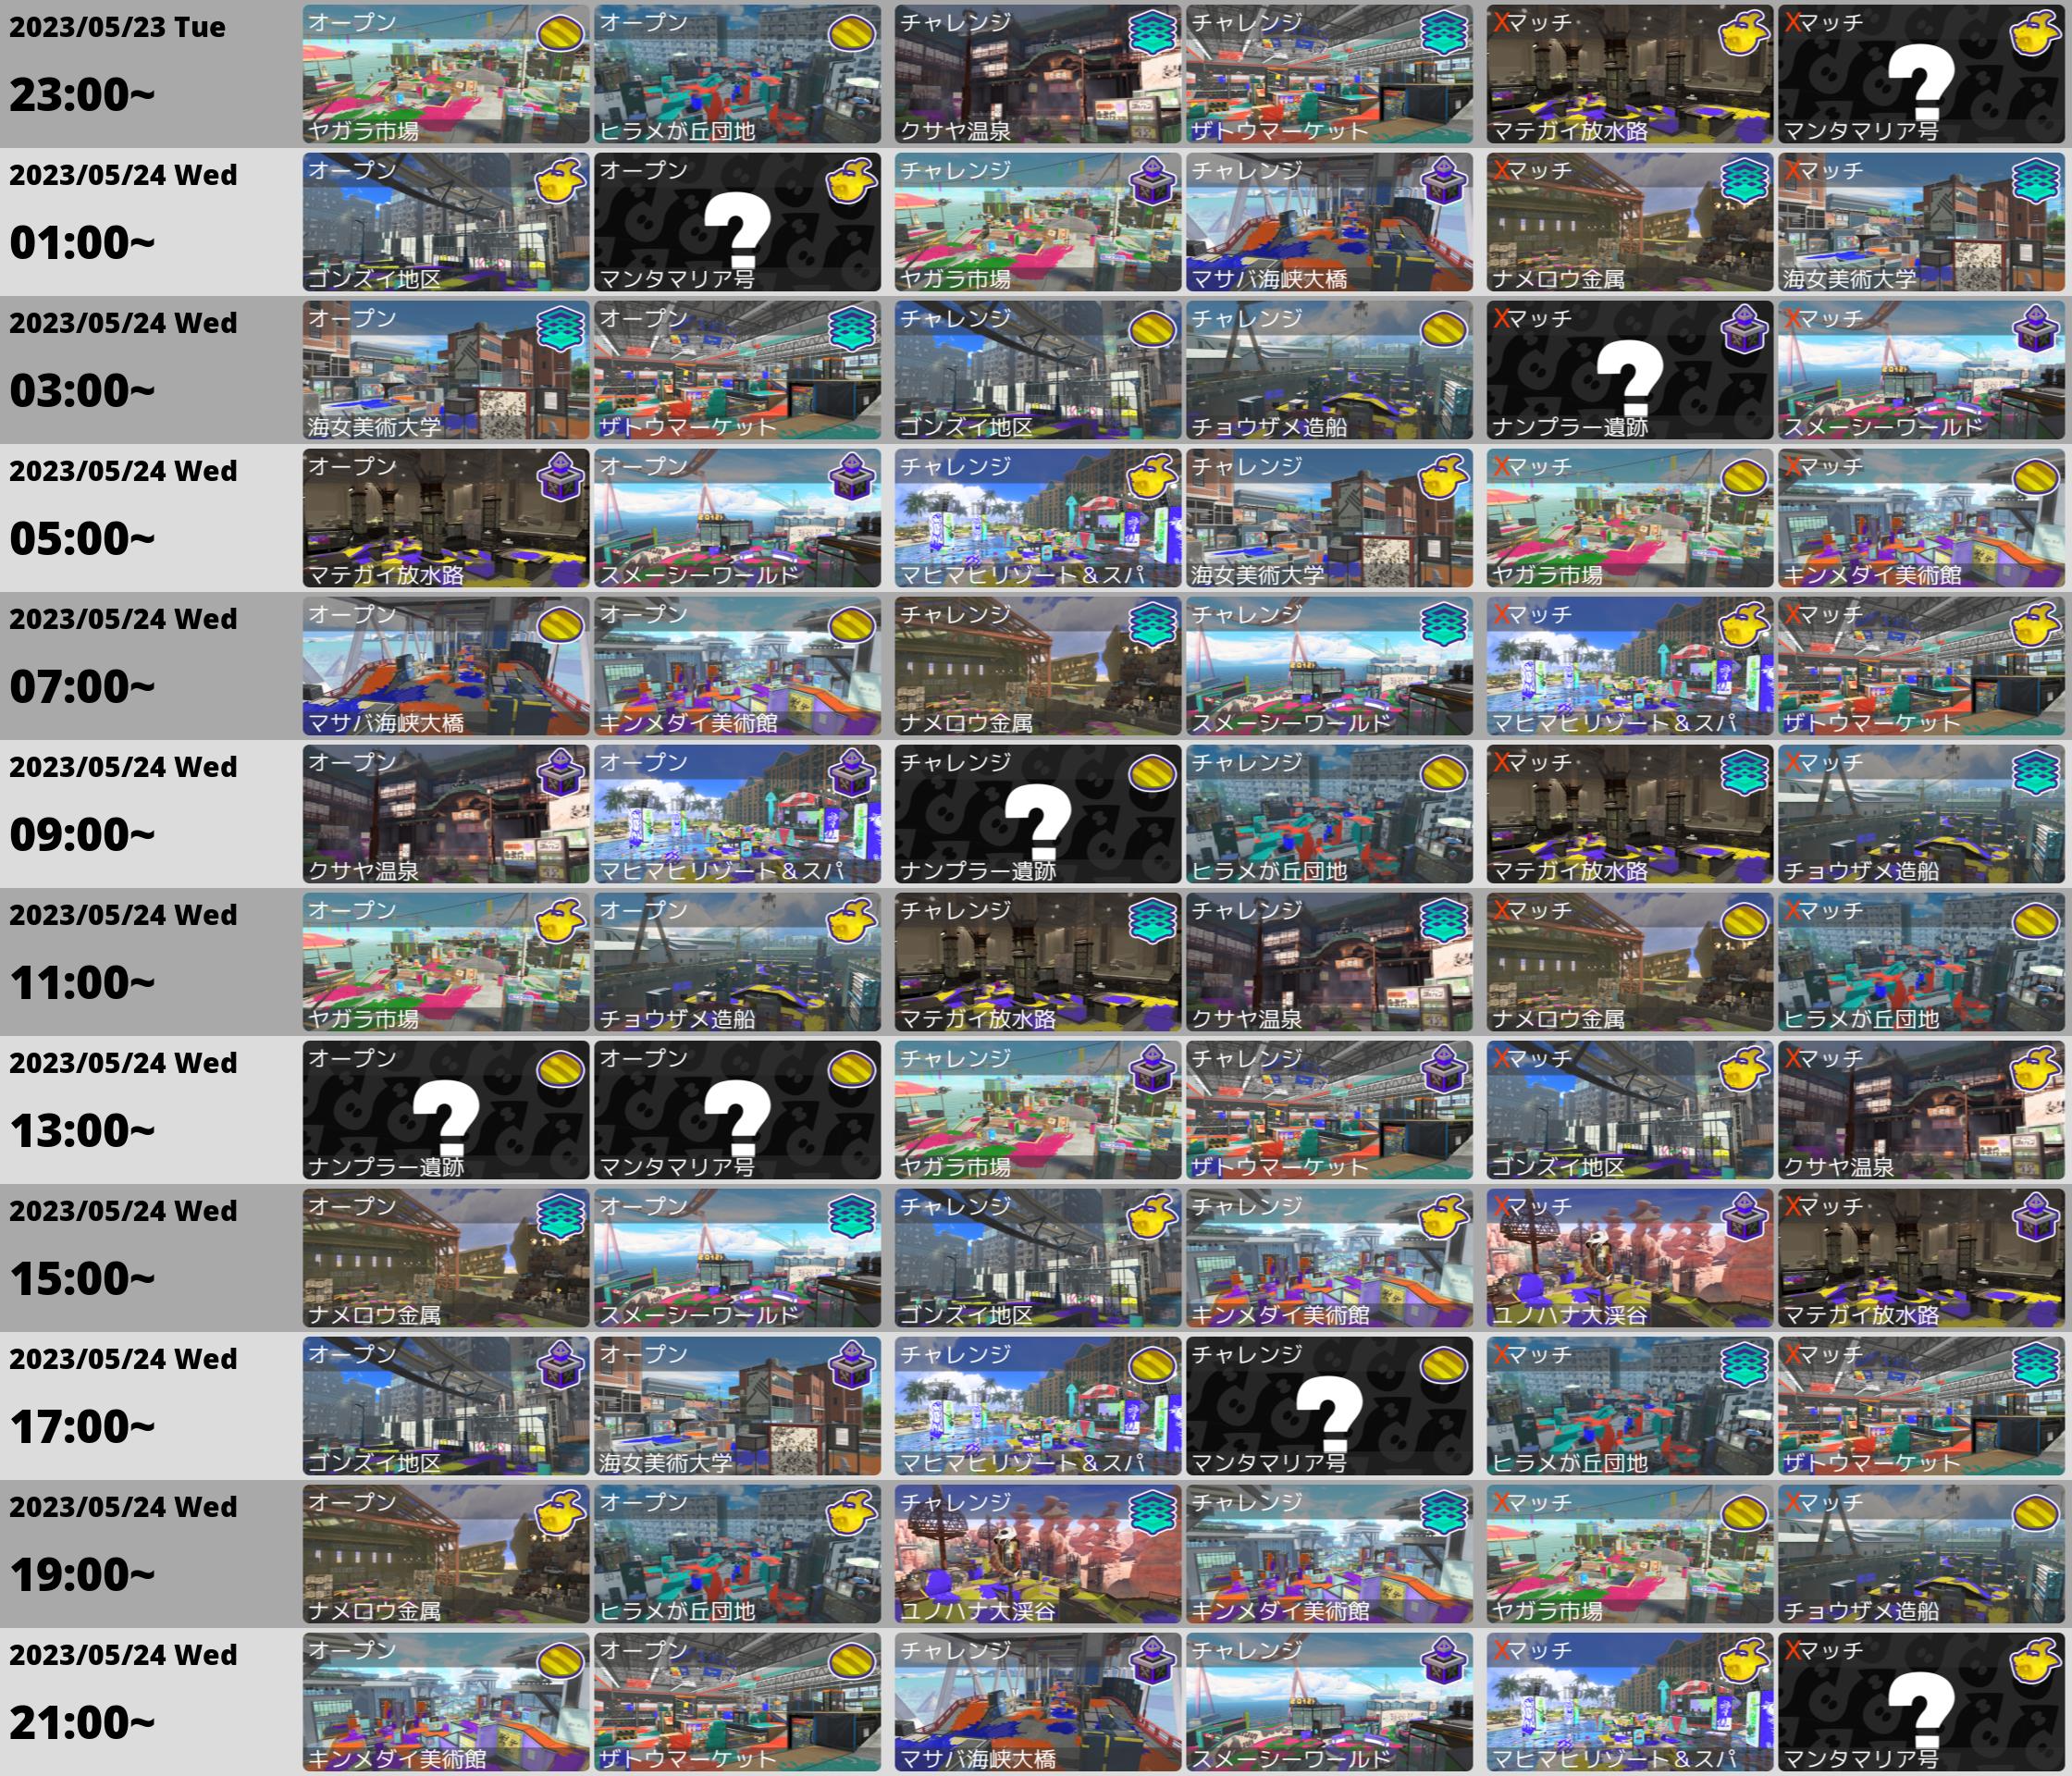 2023/05/23 Tue
23:00~
オープン オープン チャレンジ チャレンジ Xマッチ Xマッチ
ヤガラ市場 ヒラメが丘団地 クサヤ温泉 ザトウマーケット マテガイ放水路 マンタマリア号
2023/05/24 Wed
01:00~
オープン オープン チャレンジ チャレンジ Xマッチ Xマッチ
ゴンズイ地区 マンタマリア号 ヤガラ市場 マサバ海峡大橋 ナメロウ金属 海女美術大学
2023/05/24 Wed
03:00~
オープン オープン チャレンジ チャレンジ Xマッチ Xマッチ
海女美術大学 ザトウマーケット ゴンズイ地区 チョウザメ造船 ナンプラー遺跡 スメーシーワールド
2023/05/24 Wed
05:00~
オープン オープン チャレンジ チャレンジ Xマッチ Xマッチ
マテガイ放水路 スメーシーワールド マヒマヒリゾート＆スパ 海女美術大学 ヤガラ市場 キンメダイ美術館
2023/05/24 Wed
07:00~
オープン オープン チャレンジ チャレンジ Xマッチ Xマッチ
マサバ海峡大橋 キンメダイ美術館 ナメロウ金属 スメーシーワールド マヒマヒリゾート＆スパ ザトウマーケット
2023/05/24 Wed
09:00~
オープン オープン チャレンジ チャレンジ Xマッチ Xマッチ
クサヤ温泉 マヒマヒリゾート＆スパ ナンプラー遺跡 ヒラメが丘団地 マテガイ放水路 チョウザメ造船
2023/05/24 Wed
11:00~
オープン オープン チャレンジ チャレンジ Xマッチ Xマッチ
ヤガラ市場 チョウザメ造船 マテガイ放水路 クサヤ温泉 ナメロウ金属 ヒラメが丘団地
2023/05/24 Wed
13:00~
オープン オープン チャレンジ チャレンジ Xマッチ Xマッチ
ナンプラー遺跡 マンタマリア号 ヤガラ市場 ザトウマーケット ゴンズイ地区 クサヤ温泉
2023/05/24 Wed
15:00~
オープン オープン チャレンジ チャレンジ Xマッチ Xマッチ
ナメロウ金属 スメーシーワールド ゴンズイ地区 キンメダイ美術館 ユノハナ大渓谷 マテガイ放水路
2023/05/24 Wed
17:00~
オープン オープン チャレンジ チャレンジ Xマッチ Xマッチ
ゴンズイ地区 海女美術大学 マヒマヒリゾート＆スパ マンタマリア号 ヒラメが丘団地 ザトウマーケット
2023/05/24 Wed
19:00~
オープン オープン チャレンジ チャレンジ Xマッチ Xマッチ
ナメロウ金属 ヒラメが丘団地 ユノハナ大渓谷 キンメダイ美術館 ヤガラ市場 チョウザメ造船
2023/05/24 Wed
21:00~
オープン オープン チャレンジ チャレンジ Xマッチ Xマッチ
キンメダイ美術館 ザトウマーケット マサバ海峡大橋 スメーシーワールド マヒマヒリゾート＆スパ マンタマリア号